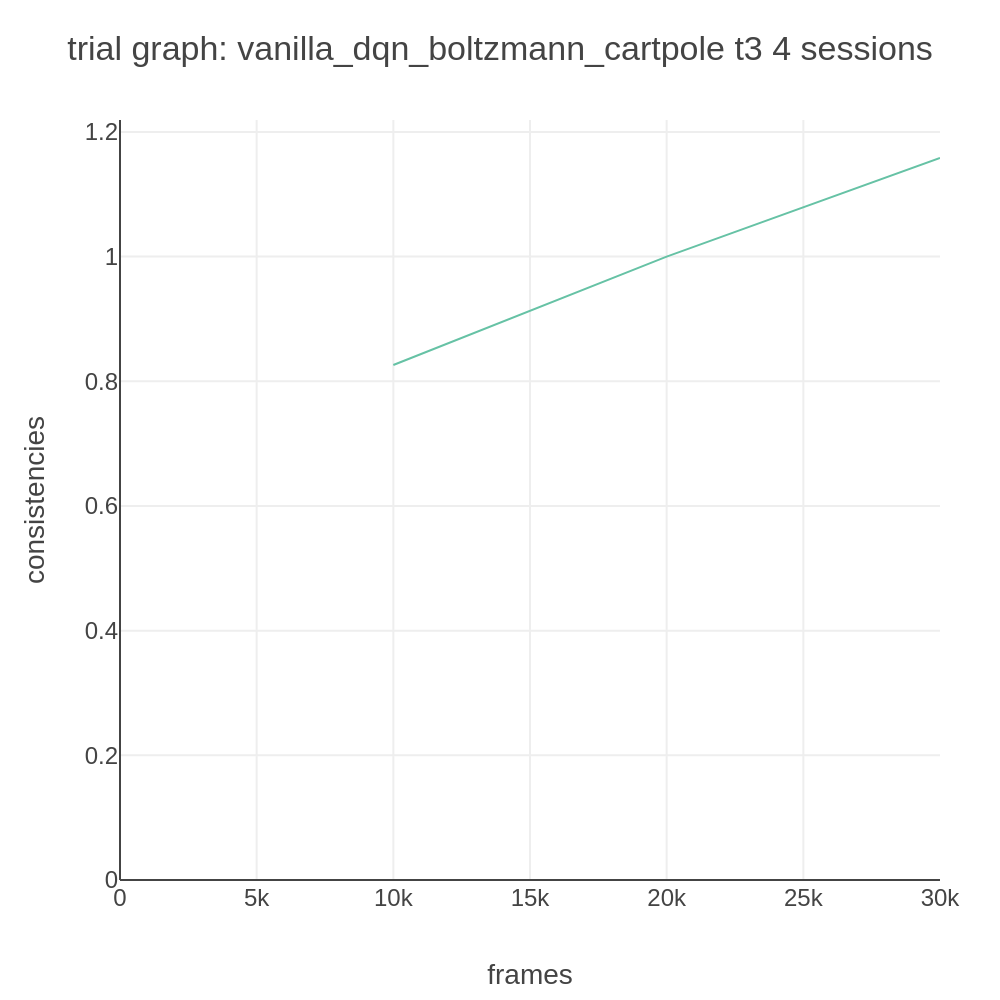 trial graph: vanilla_dqn_boltzmann_cartpole t3 4 sessions
1.2
1
0.8
0.6
0.4
0.2
0
consistencies
0 5k 10k 15k 20k 25k 30k
frames